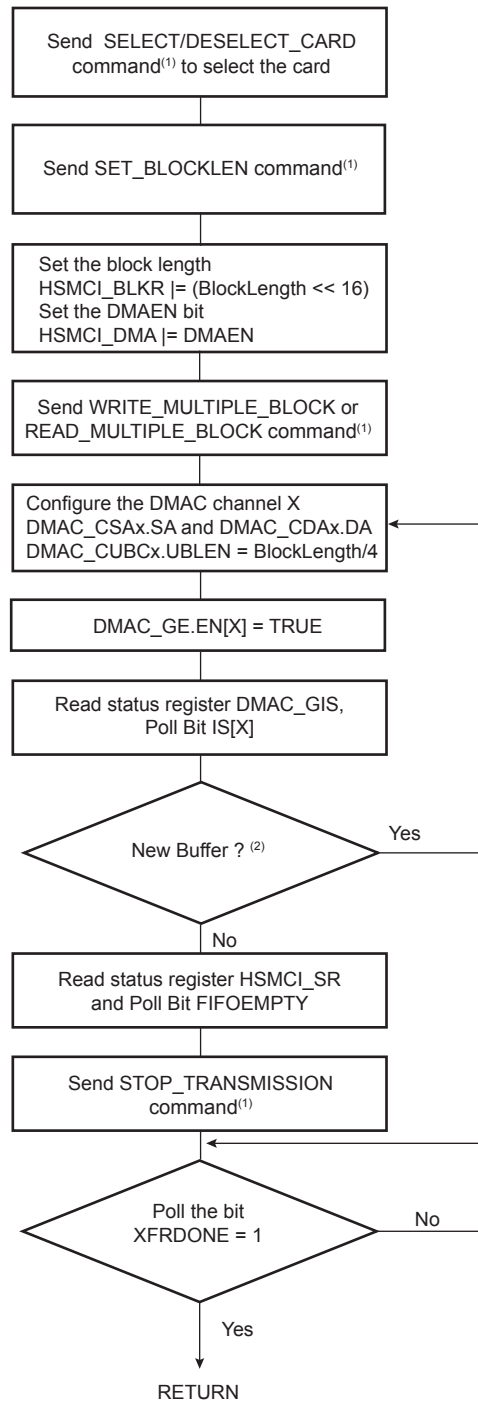 Send SELECT/DESELECT_CARD
command(1) to select the card
Send SET_BLOCKLEN command(1)
Set the block length
HSMCI_BLKR |= (BlockLength << 16)
Set the DMAEN bit
HSMCI_DMA |= DMAEN
Send WRITE_MULTIPLE_BLOCK or
READ_MULTIPLE_BLOCK command(1)
Configure the DMAC channel X
DMAC_CSAx.SA and DMAC_CDAx.DA
DMAC_CUBCx.UBLEN = BlockLength/4
DMAC_GE.EN[X] = TRUE
Read status register DMAC_GIS,
Poll Bit IS[X]
New Buffer ? (2)
Yes
No
Read status register HSMCI_SR
and Poll Bit FIFOEMPTY
Send STOP_TRANSMISSION
command(1)
Poll the bit
XFRDONE = 1
No
Yes
RETURN